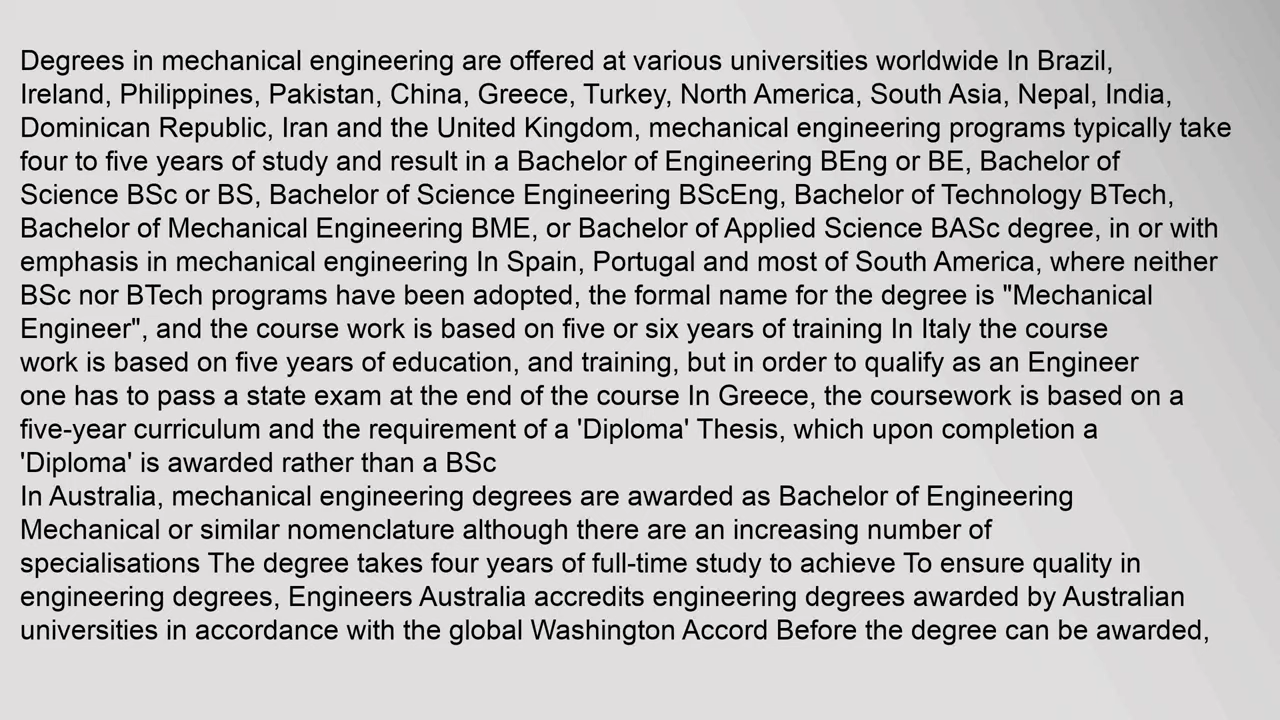 Degrees in mechanical engineering are offered at various universities worldwide In Brazil,
Ireland, Philippines, Pakistan, China, Greece, Turkey, North America, South Asia, Nepal, India,
Dominican Republic, Iran and the United Kingdom, mechanical engineering programs typically take
four to five years of study and result in a Bachelor of Engineering BEng or BE, Bachelor of
Science BSc or BS, Bachelor of Science Engineering BScEng, Bachelor of Technology BTech,
Bachelor of Mechanical Engineering BME, or Bachelor of Applied Science BASc degree, in or with
emphasis in mechanical engineering In Spain, Portugal and most of South America, where neither
BSc nor BTech programs have been adopted, the formal name for the degree is "Mechanical
Engineer", and the course work is based on five or six years of training In Italy the course
work is based on five years of education, and training, but in order to qualify as an Engineer
one has to pass a state exam at the end of the course In Greece, the coursework is based on a
five-year curriculum and the requirement of a 'Diploma' Thesis, which upon completion a
'Diploma' is awarded rather than a BSc
In Australia, mechanical engineering degrees are awarded as Bachelor of Engineering
Mechanical or similar nomenclature although there are an increasing number of
specialisations The degree takes four years of full-time study to achieve To ensure quality in
engineering degrees, Engineers Australia accredits engineering degrees awarded by Australian
universities in accordance with the global Washington Accord Before the degree can be awarded,